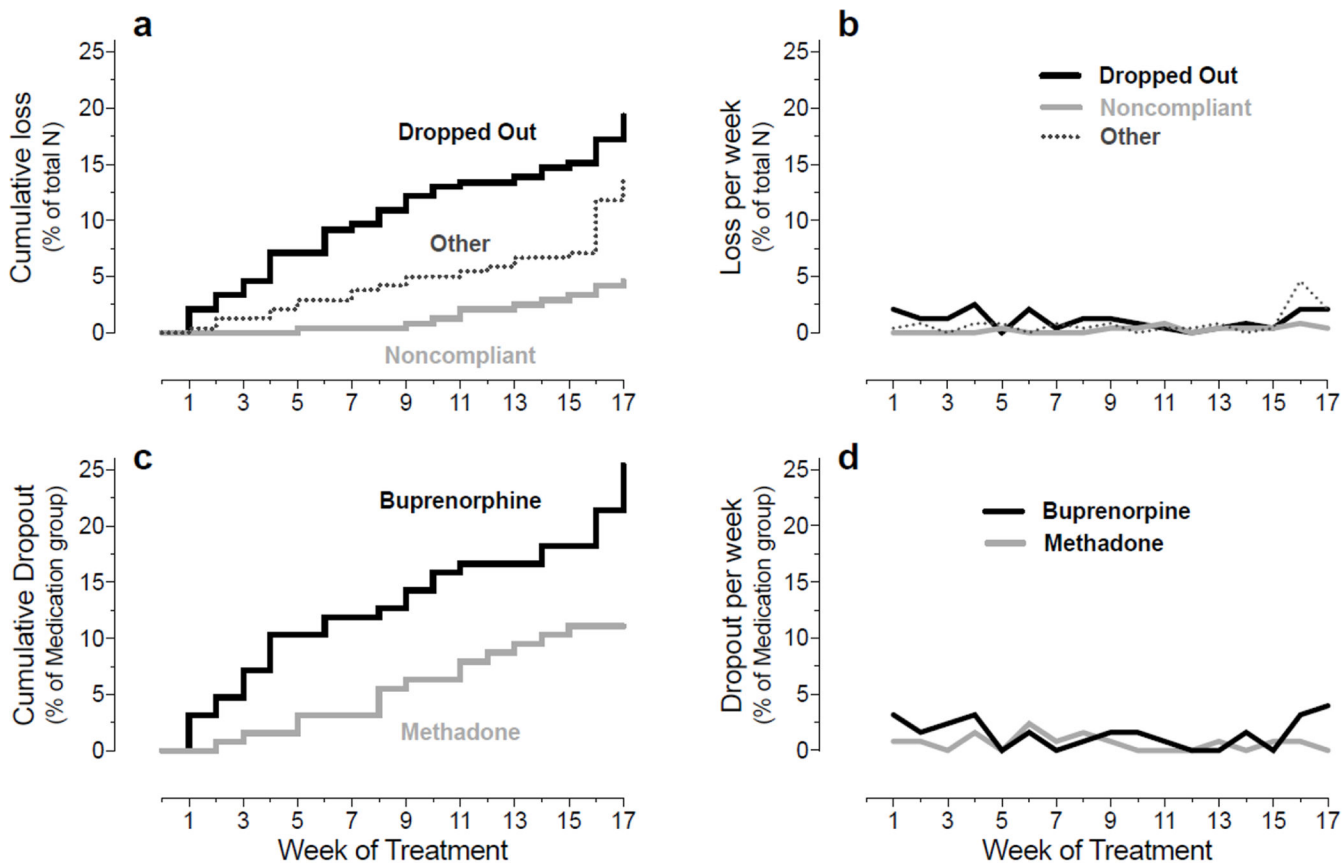 a
Cumulative loss
(% of total N)
25
20
15
10
5
0
Dropped Out
Other
Noncompliant
1 3 5 7 9 11 13 15 17
b
Loss per week
(% of total N)
25
20
15
10
5
0
Dropped Out
Noncompliant
Other
1 3 5 7 9 11 13 15 17
Week of Treatment
c
Cumulative Dropout
(% of Medication group)
25
20
15
10
5
0
Buprenorphine
Methadone
1 3 5 7 9 11 13 15 17
Week of Treatment
d
Dropout per week
(% of Medication group)
25
20
15
10
5
0
Buprenorpine
Methadone
1 3 5 7 9 11 13 15 17
Week of Treatment